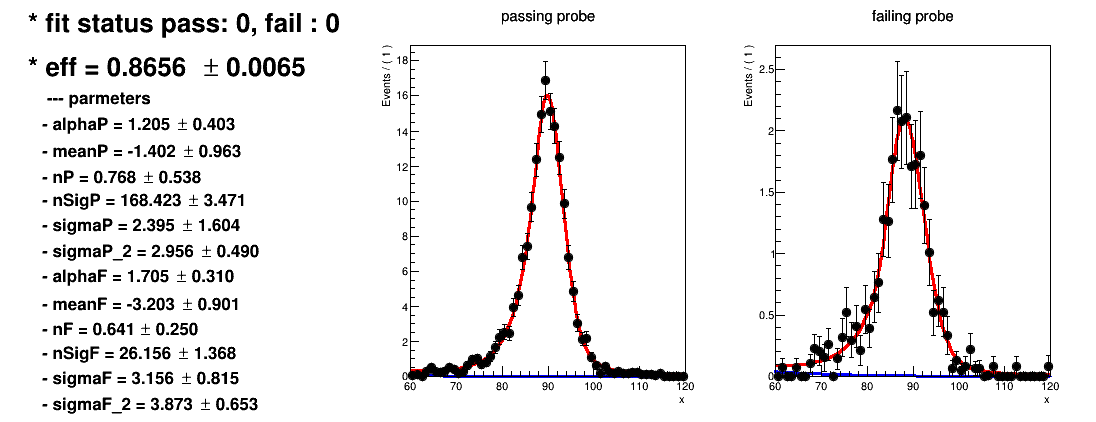 * fit status pass: 0, fail : 0
* eff = 0.8656 ± 0.0065
--- parmeters
- alphaP = 1.205 ± 0.403
- meanP = -1.402 ± 0.963
- nP = 0.768 ± 0.538
- nSigP = 168.423 ± 3.471
- sigmaP = 2.395 ± 1.604
- sigmaP_2 = 2.956 ± 0.490
- alphaF = 1.705 ± 0.310
- meanF = -3.203 ± 0.901
- nF = 0.641 ± 0.250
- nSigF = 26.156 ± 1.368
- sigmaF = 3.156 ± 0.815
- sigmaF_2 = 3.873 ± 0.653
passing probe
Events / ( 1 )
18
16
14
12
10
8
6
4
2
0
60 70 80 90 100 110 120
x
failing probe
Events / ( 1 )
2.5
2
1.5
1
0.5
0
60 70 80 90 100 110 120
x